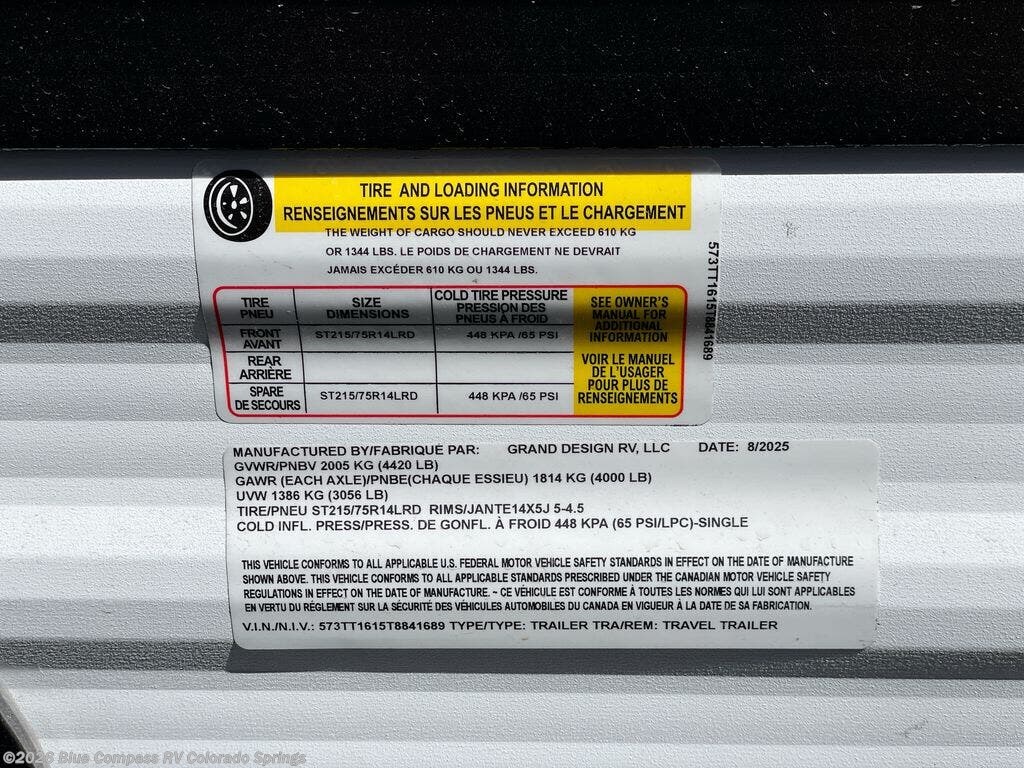 TIRE AND LOADING INFORMATION
RENSEIGNEMENTS SUR LES PNEUS ET LE CHARGEMENT
THE WEIGHT OF CARGO SHOULD NEVER EXCEED 610 KG
OR 1344 LBS. LE POIDS DE CHARGEMENT NE DEVRAIT
JAMAIS EXCÉDER 610 KG OU 1344 LBS.
573TT1615T8841689
TIRE PNEU SIZE DIMENSIONS COLD TIRE PRESSURE PRESSION DES PNEUS À FROID
FRONT AVANT ST215/75R14LRD 448 KPA /65 PSI
REAR ARRIÈRE
SPARE DE SECOURS ST215/75R14LRD 448 KPA /65 PSI
SEE OWNER'S
MANUAL FOR
ADDITIONAL
INFORMATION
VOIR LE MANUEL
DE L'USAGER
POUR PLUS DE
RENSEIGNEMENTS
MANUFACTURED BY/FABRIQUÉ PAR: GRAND DESIGN RV, LLC DATE: 8/2025
GVWR/PNBV 2005 KG (4420 LB)
GAWR (EACH AXLE)/PNBE(CHAQUE ESSIEU) 1814 KG (4000 LB)
UVW 1386 KG (3056 LB)
TIRE/PNEU ST215/75R14LRD RIMS/JANTE14X5J 5-4.5
COLD INFL. PRESS/PRESS. DE GONFL. À FROID 448 KPA (65 PSI/LPC)-SINGLE
THIS VEHICLE CONFORMS TO ALL APPLICABLE U.S. FEDERAL MOTOR VEHICLE SAFETY STANDARDS IN EFFECT ON THE DATE OF MANUFACTURE
SHOWN ABOVE. THIS VEHICLE CONFORMS TO ALL APPLICABLE STANDARDS PRESCRIBED UNDER THE CANADIAN MOTOR VEHICLE SAFETY
REGULATIONS IN EFFECT ON THE DATE OF MANUFACTURE. ~ CE VÉHICULE EST CONFORME À TOUTES LES NORMES QUI LUI SONT APPLICABLES
EN VERTU DU RÉGLEMENT SUR LA SÉCURITÉ DES VÉHICULES AUTOMOBILES DU CANADA EN VIGUEUR À LA DATE DE SA FABRICATION.
V.I.N./N.I.V.: 573TT1615T8841689 TYPE/TYPE: TRAILER TRA/REM: TRAVEL TRAILER
©2026 Blue Compass RV Colorado Springs